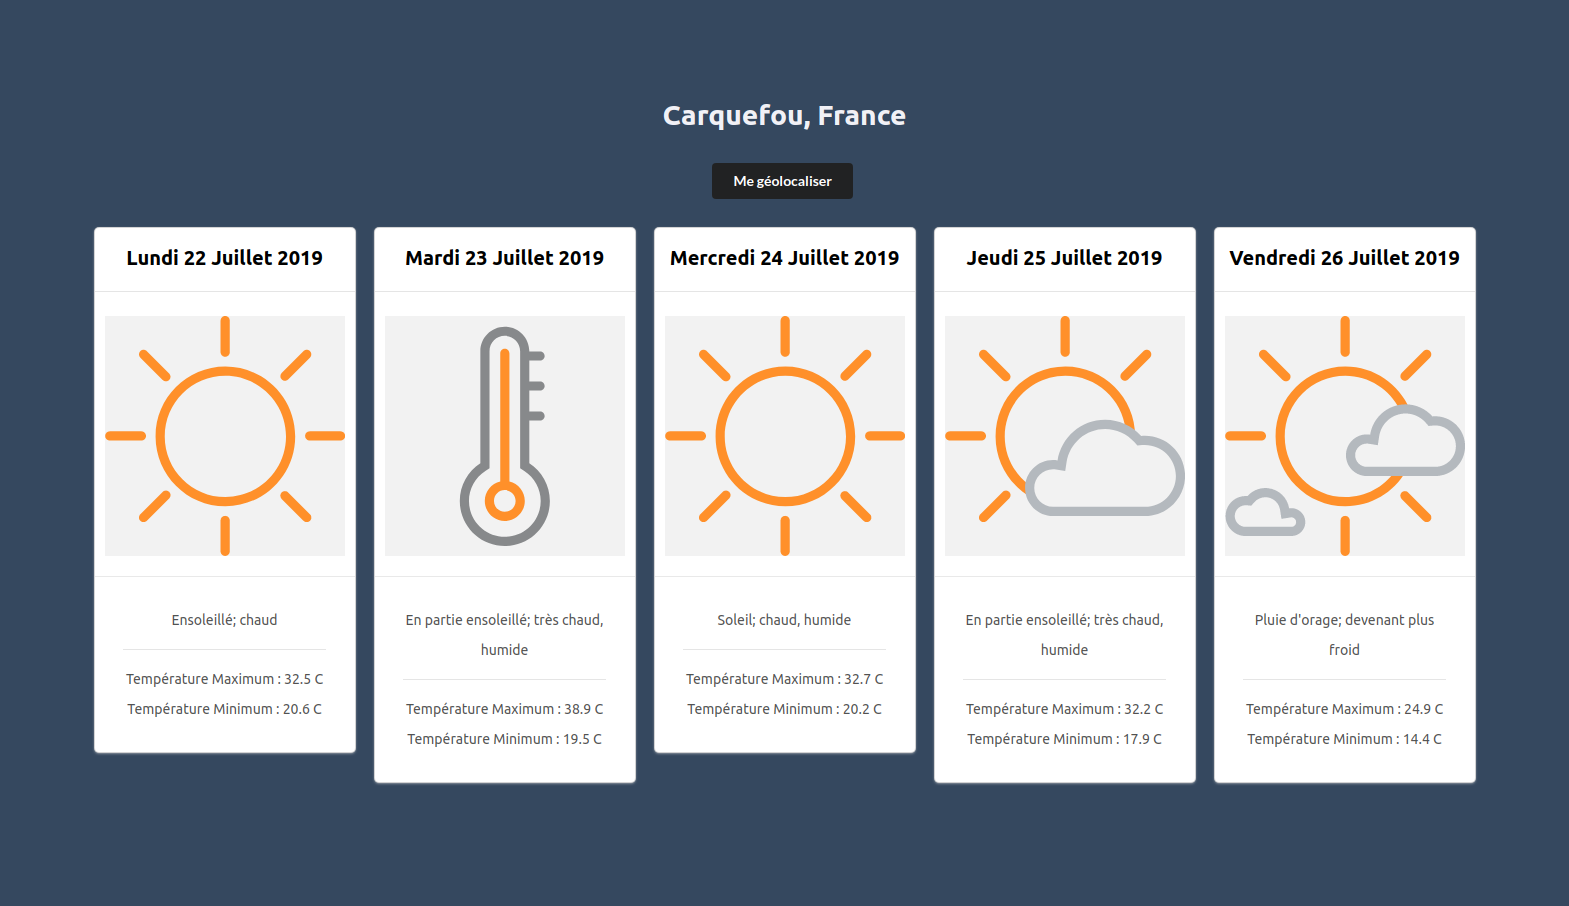 Carquefou, France
Me géolocaliser
Lundi 22 Juillet 2019
Ensoleillé; chaud
Température Maximum : 32.5 C
Température Minimum : 20.6 C
Mardi 23 Juillet 2019
En partie ensoleillé; très chaud,
humide
Température Maximum : 38.9 C
Température Minimum : 19.5 C
Mercredi 24 Juillet 2019
Soleil; chaud, humide
Température Maximum : 32.7 C
Température Minimum : 20.2 C
Jeudi 25 Juillet 2019
En partie ensoleillé; très chaud,
humide
Température Maximum : 32.2 C
Température Minimum : 17.9 C
Vendredi 26 Juillet 2019
Pluie d'orage; devenant plus
froid
Température Maximum : 24.9 C
Température Minimum : 14.4 C